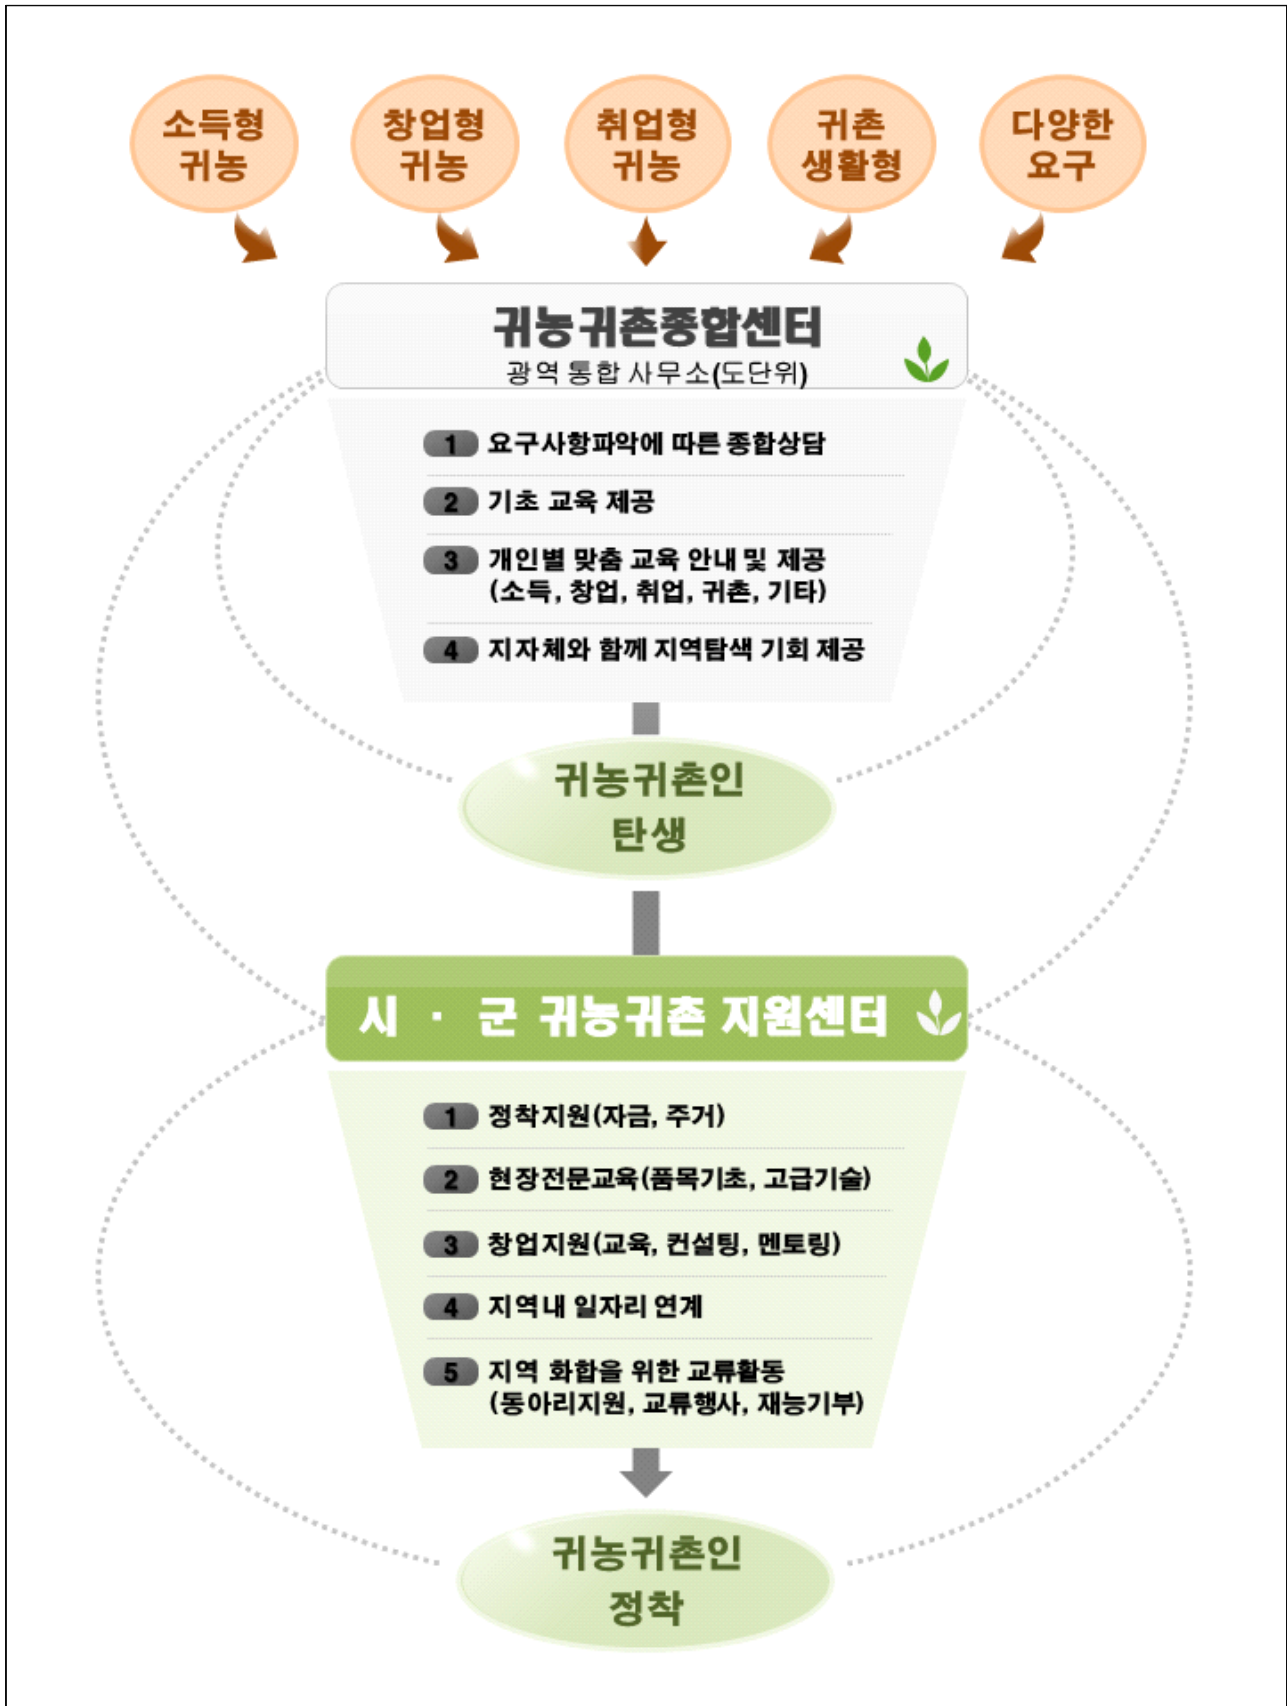 소득형
귀농
창업형
귀농
취업형
귀농
귀촌
생활형
다양한
요구
귀농귀촌종합센터
광역 통합 사무소(도단위)
1 요구사항파악에 따른 종합상담
2 기초 교육 제공
3 개인별 맞춤 교육 안내 및 제공
(소득, 창업, 취업, 귀촌, 기타)
4 지자체와 함께 지역탐색 기회 제공
귀농귀촌인
탄생
시 · 군 귀농귀촌 지원센터
1 정착지원(자금, 주거)
2 현장전문교육(품목기초, 고급기술)
3 창업지원(교육, 컨설팅, 멘토링)
4 지역내 일자리 연계
5 지역 화합을 위한 교류활동
(동아리지원, 교류행사, 재능기부)
귀농귀촌인
정착